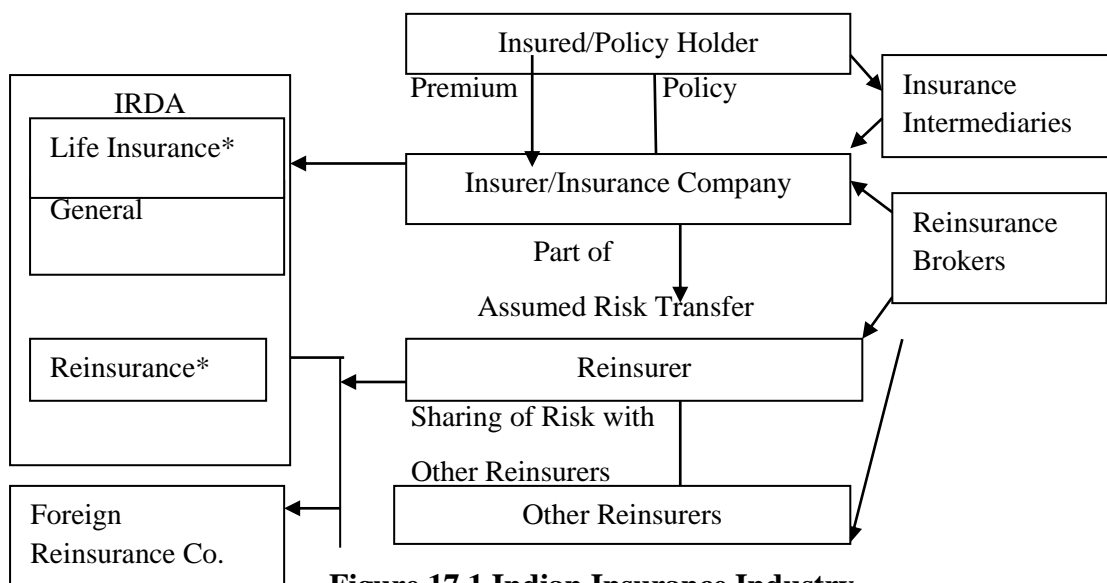 Insured/Policy Holder
Premium
Policy
Insurance
Intermediaries
IRDA
Life Insurance*
General
Insurer/Insurance Company
Reinsurance
Brokers
Part of
Assumed Risk Transfer
Reinsurance*
Reinsurer
Sharing of Risk with
Other Reinsurers
Other Reinsurers
Foreign
Reinsurance Co.
Figure 17.1 Indian Insurance Industry